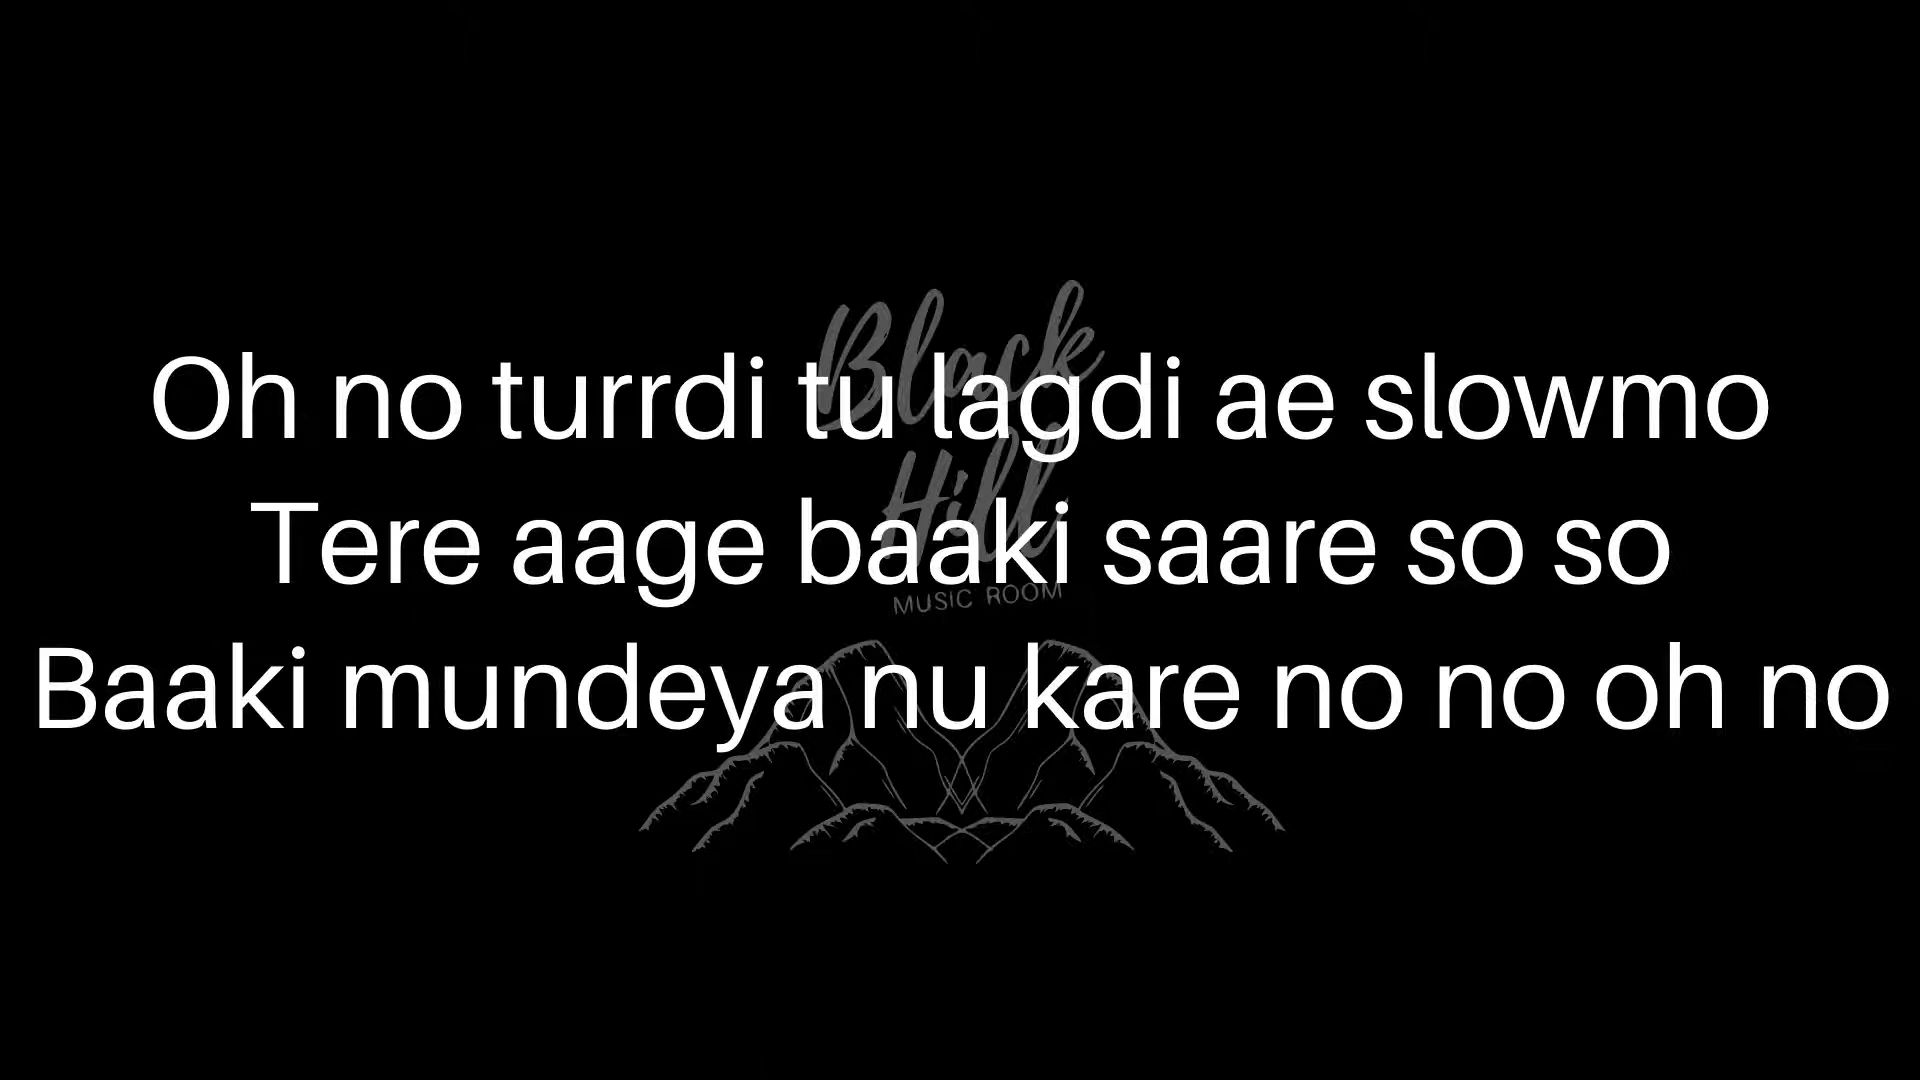 Black
Oh no turrdi tu lagdi ae slowmo
Hill
Tere aage baaki saare so so
MUSIC ROOM
Baaki mundeya nu kare no no oh no